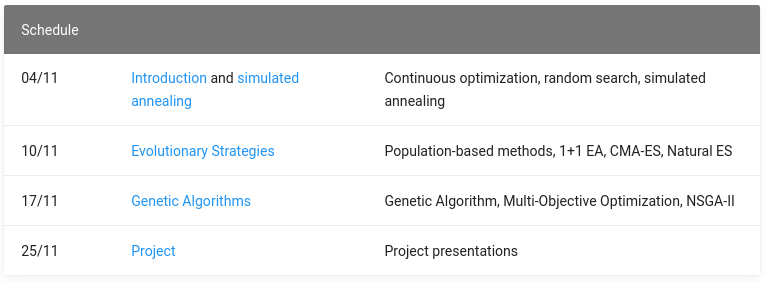 Schedule
04/11 Introduction and simulated Continuous optimization, random search, simulated
annealing annealing
10/11 Evolutionary Strategies Population-based methods, 1+1 EA, CMA-ES, Natural ES
17/11 Genetic Algorithms Genetic Algorithm, Multi-Objective Optimization, NSGA-II
25/11 Project Project presentations